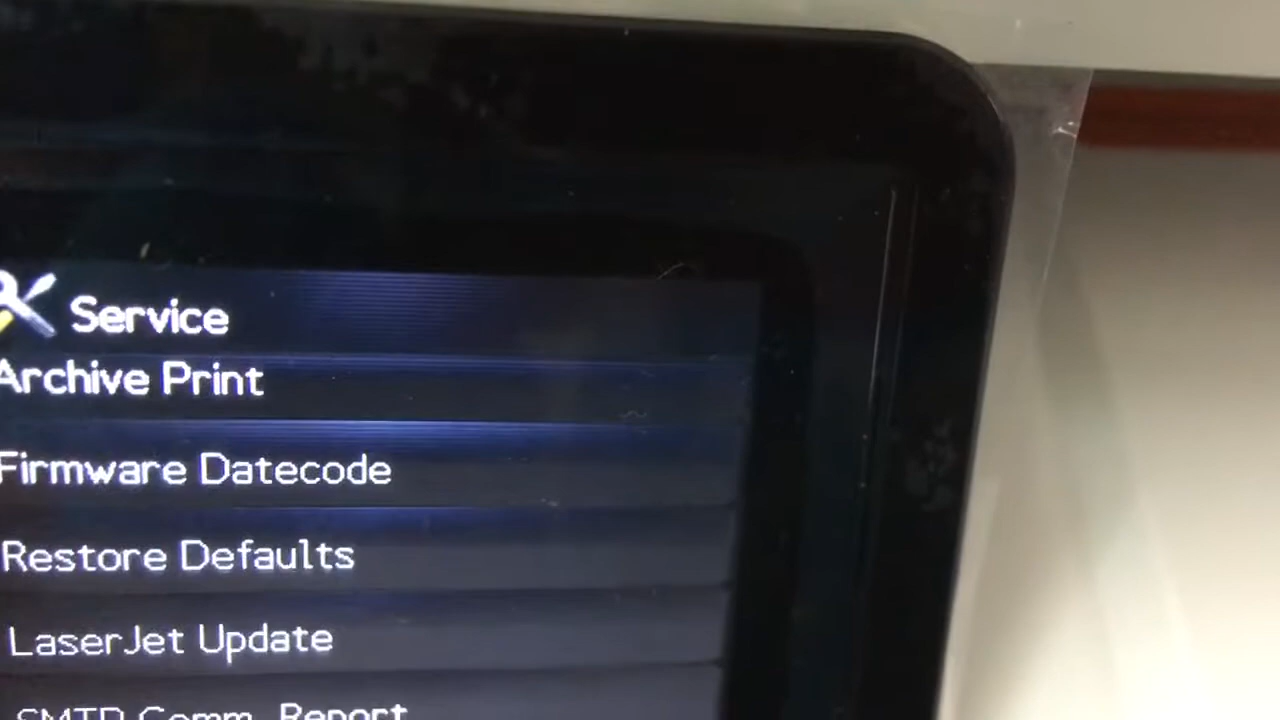 Service
Archive Print
Firmware Datecode
Restore Defaults
LaserJet Update
SMTP Comm. Report